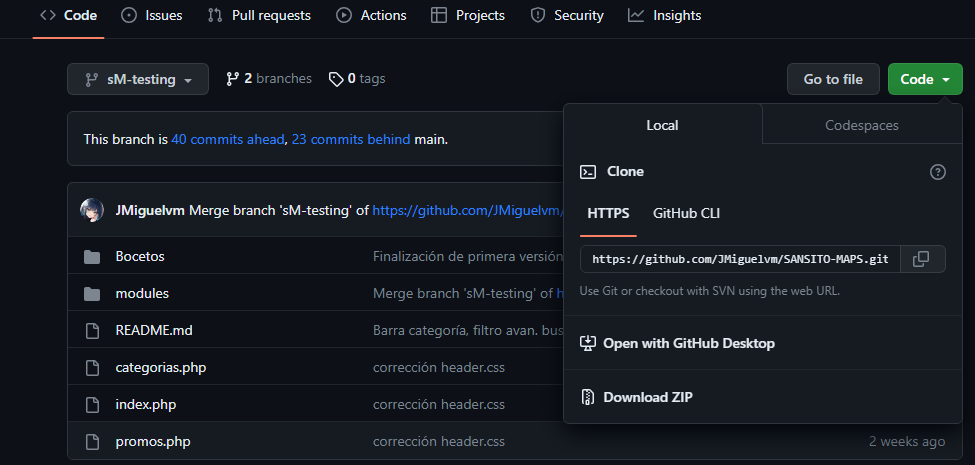 Code Issues Pull requests Actions Projects Security Insights
sM-testing 2 branches 0 tags Go to file Code
Local Codespaces
This branch is 40 commits ahead, 23 commits behind main.
Clone
JMiguelvm Merge branch 'sM-testing' of https://github.com/JMiguelvm/
HTTPS GitHub CLI
Bocetos Finalización de primera versión
https://github.com/JMiguelvm/SANSITO-MAPS.git
modules Merge branch 'sM-testing' of h
Use Git or checkout with SVN using the web URL.
README.md Barra categoría, filtro avan. bus
Open with GitHub Desktop
categorias.php corrección header.css
Download ZIP
index.php corrección header.css
promos.php corrección header.css 2 weeks ago